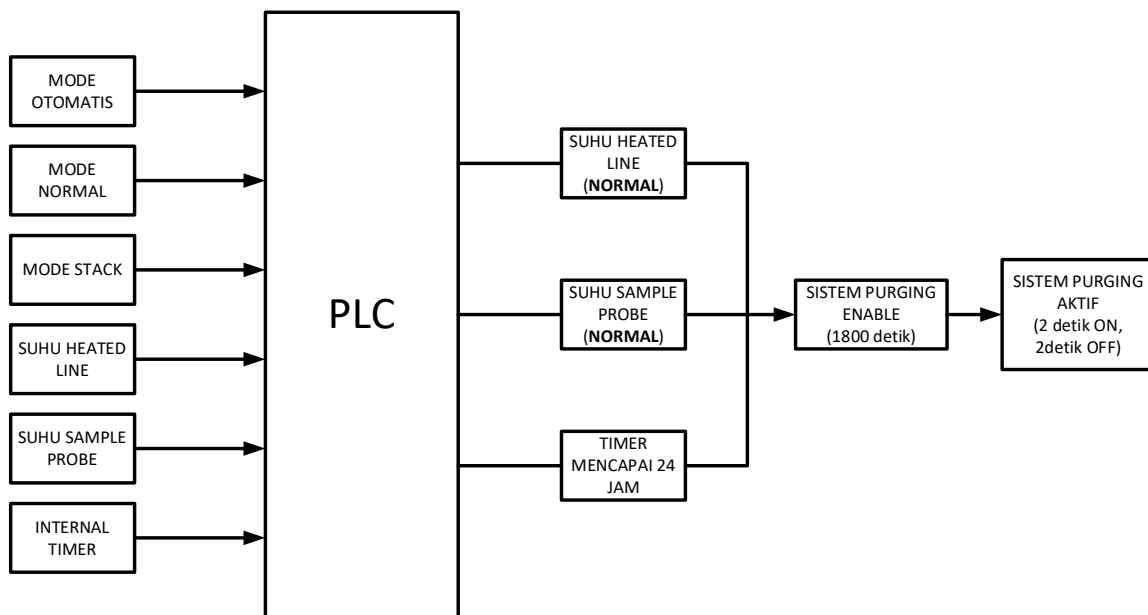 MODE
OTOMATIS
MODE
NORMAL
MODE STACK
SUHU HEATED
LINE
SUHU SAMPLE
PROBE
INTERNAL
TIMER
PLC
SUHU HEATED
LINE
(NORMAL)
SUHU SAMPLE
PROBE
(NORMAL)
TIMER
MENCAPAI 24
JAM
SISTEM PURGING
ENABLE
(1800 detik)
SISTEM PURGING
AKTIF
(2 detik ON,
2detik OFF)